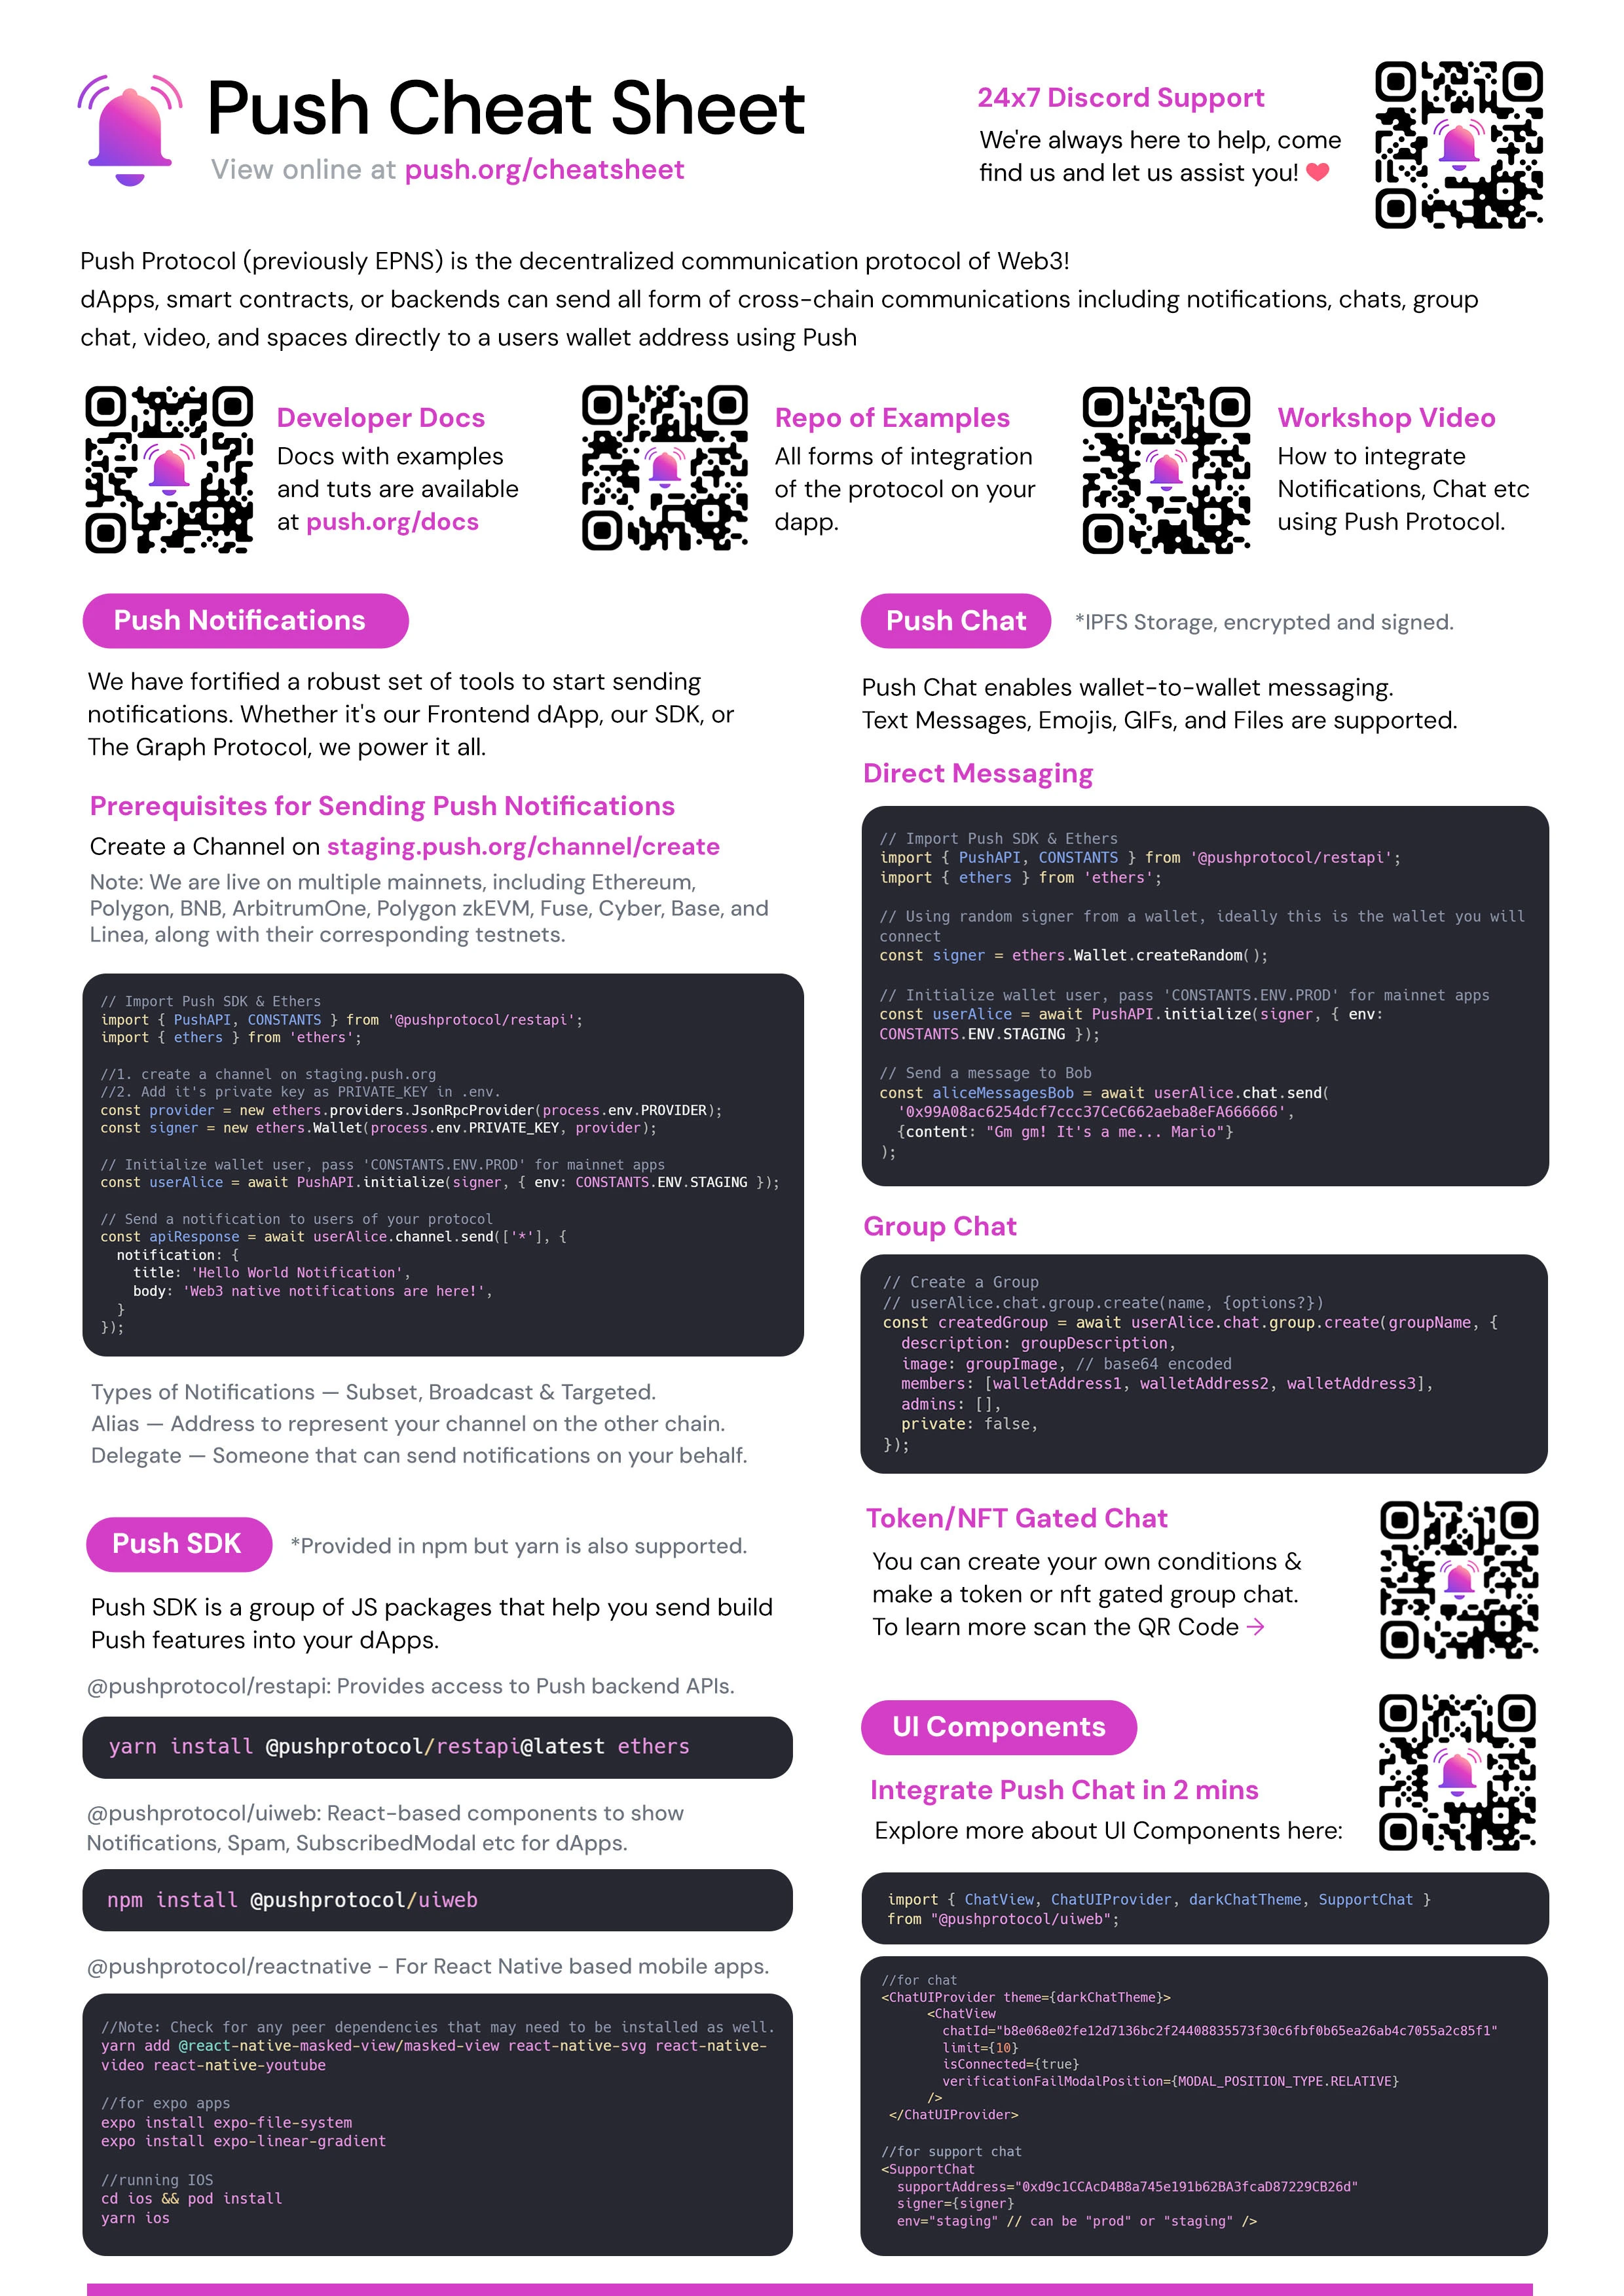 Push Cheat Sheet
View online at push.org/cheatsheet
24x7 Discord Support
We're always here to help, come
find us and let us assist you! ❤
Push Protocol (previously EPNS) is the decentralized communication protocol of Web3!
dApps, smart contracts, or backends can send all form of cross-chain communications including notifications, chats, group
chat, video, and spaces directly to a users wallet address using Push
Developer Docs
Docs with examples
and tuts are available
at push.org/docs
Repo of Examples
All forms of integration
of the protocol on your
dapp.
Workshop Video
How to integrate
Notifications, Chat etc
using Push Protocol.
Push Notifications
We have fortified a robust set of tools to start sending
notifications. Whether it's our Frontend dApp, our SDK, or
The Graph Protocol, we power it all.
Prerequisites for Sending Push Notifications
Create a Channel on staging.push.org/channel/create
Note: We are live on multiple mainnets, including Ethereum,
Polygon, BNB, ArbitrumOne, Polygon zkEVM, Fuse, Cyber, Base, and
Linea, along with their corresponding testnets.
// Import Push SDK & Ethers
import { PushAPI, CONSTANTS } from '@pushprotocol/restapi';
import { ethers } from 'ethers';
//1. create a channel on staging.push.org
//2. Add it's private key as PRIVATE_KEY in .env.
const provider = new ethers.providers.JsonRpcProvider(process.env.PROVIDER);
const signer = new ethers.Wallet(process.env.PRIVATE_KEY, provider);
// Initialize wallet user, pass 'CONSTANTS.ENV.PROD' for mainnet apps
const userAlice = await PushAPI.initialize(signer, { env: CONSTANTS.ENV.STAGING });
// Send a notification to users of your protocol
const apiResponse = await userAlice.channel.send(['*'], {
notification: {
title: 'Hello World Notification',
body: 'Web3 native notifications are here!',
}
});
Types of Notifications — Subset, Broadcast & Targeted.
Alias — Address to represent your channel on the other chain.
Delegate — Someone that can send notifications on your behalf.
Push SDK *Provided in npm but yarn is also supported.
Push SDK is a group of JS packages that help you send build
Push features into your dApps.
@pushprotocol/restapi: Provides access to Push backend APIs.
yarn install @pushprotocol/restapi@latest ethers
@pushprotocol/uiweb: React-based components to show
Notifications, Spam, SubscribedModal etc for dApps.
npm install @pushprotocol/uiweb
@pushprotocol/reactnative - For React Native based mobile apps.
//Note: Check for any peer dependencies that may need to be installed as well.
yarn add @react-native-masked-view/masked-view react-native-svg react-native-
video react-native-youtube
//for expo apps
expo install expo-file-system
expo install expo-linear-gradient
//running IOS
cd ios && pod install
yarn ios
Push Chat *IPFS Storage, encrypted and signed.
Push Chat enables wallet-to-wallet messaging.
Text Messages, Emojis, GIFs, and Files are supported.
Direct Messaging
// Import Push SDK & Ethers
import { PushAPI, CONSTANTS } from '@pushprotocol/restapi';
import { ethers } from 'ethers';
// Using random signer from a wallet, ideally this is the wallet you will
connect
const signer = ethers.Wallet.createRandom();
// Initialize wallet user, pass 'CONSTANTS.ENV.PROD' for mainnet apps
const userAlice = await PushAPI.initialize(signer, { env:
CONSTANTS.ENV.STAGING });
// Send a message to Bob
const aliceMessagesBob = await userAlice.chat.send(
'0x99A08ac6254dcf7ccc37CeC662aeba8eFA666666',
{content: "Gm gm! It's a me... Mario"}
);
Group Chat
// Create a Group
// userAlice.chat.group.create(name, {options?})
const createdGroup = await userAlice.chat.group.create(groupName, {
description: groupDescription,
image: groupImage, // base64 encoded
members: [walletAddress1, walletAddress2, walletAddress3],
admins: [],
private: false,
});
Token/NFT Gated Chat
You can create your own conditions &
make a token or nft gated group chat.
To learn more scan the QR Code →
UI Components
Integrate Push Chat in 2 mins
Explore more about UI Components here:
import { ChatView, ChatUIProvider, darkChatTheme, SupportChat }
from "@pushprotocol/uiweb";
//for chat
<ChatUIProvider theme={darkChatTheme}>
<ChatView
chatId="b8e068e02fe12d7136bc2f24408835573f30c6fbf0b65ea26ab4c7055a2c85f1"
limit={10}
isConnected={true}
verificationFailModalPosition={MODAL_POSITION_TYPE.RELATIVE}
/>
</ChatUIProvider>
//for support chat
<SupportChat
supportAddress="0xd9c1CCAcD4B8a745e191b62BA3fcaD87229CB26d"
signer={signer}
env="staging" // can be "prod" or "staging" />